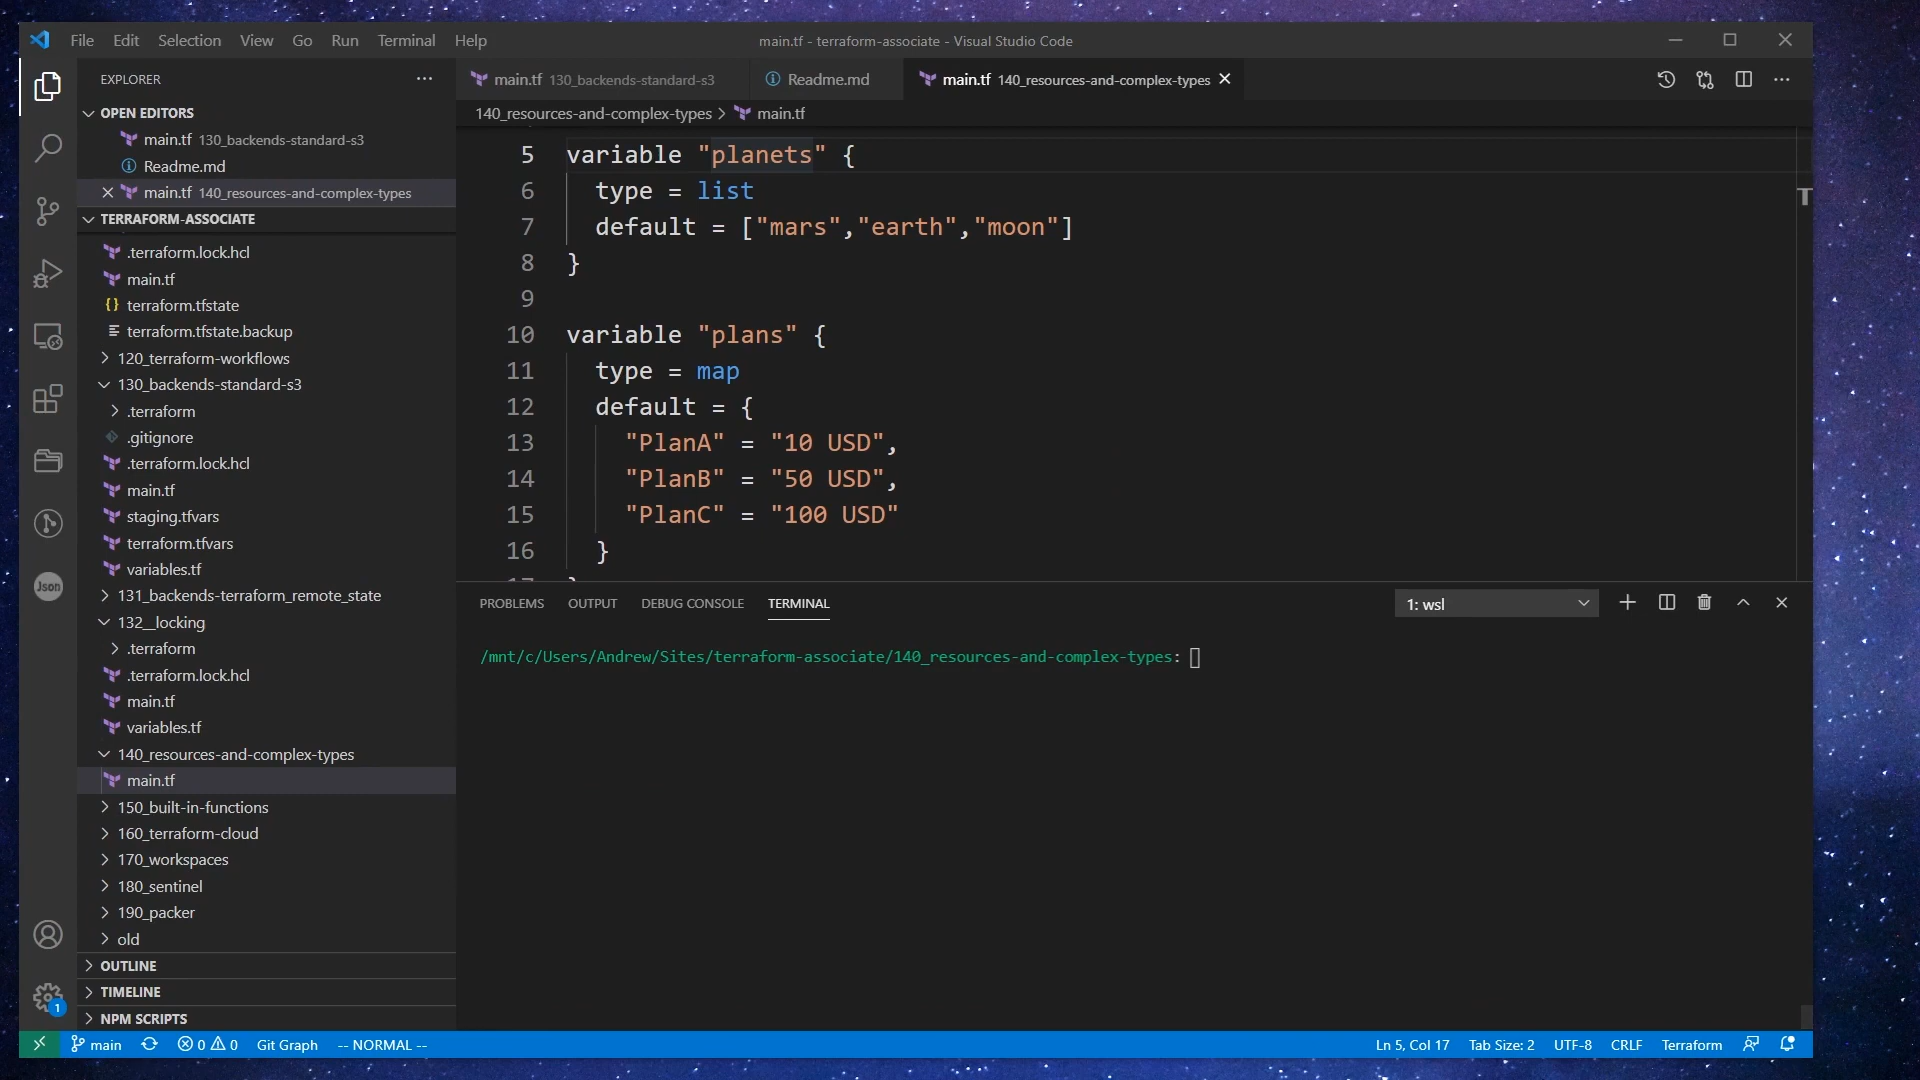 File Edit Selection View Go Run Terminal Help
main.tf - terraform-associate - Visual Studio Code
EXPLORER
OPEN EDITORS
main.tf 130_backends-standard-s3
Readme.md
main.tf 140_resources-and-complex-types
TERRAFORM-ASSOCIATE
.terraform.lock.hcl
main.tf
terraform.tfstate
terraform.tfstate.backup
120_terraform-workflows
130_backends-standard-s3
.terraform
.gitignore
.terraform.lock.hcl
main.tf
staging.tfvars
terraform.tfvars
variables.tf
131_backends-terraform_remote_state
132__locking
.terraform
.terraform.lock.hcl
main.tf
variables.tf
140_resources-and-complex-types
main.tf
150_built-in-functions
160_terraform-cloud
170_workspaces
180_sentinel
190_packer
old
OUTLINE
TIMELINE
NPM SCRIPTS
Json
1
main.tf 130_backends-standard-s3 Readme.md main.tf 140_resources-and-complex-types
140_resources-and-complex-types > main.tf
5 variable "planets" {
6 type = list
7 default = ["mars","earth","moon"]
8 }
9
10 variable "plans" {
11 type = map
12 default = {
13 "PlanA" = "10 USD",
14 "PlanB" = "50 USD",
15 "PlanC" = "100 USD"
16 }
PROBLEMS OUTPUT DEBUG CONSOLE TERMINAL 1: wsl
/mnt/c/Users/Andrew/Sites/terraform-associate/140_resources-and-complex-types:
main 0 0 Git Graph -- NORMAL -- Ln 5, Col 17 Tab Size: 2 UTF-8 CRLF Terraform